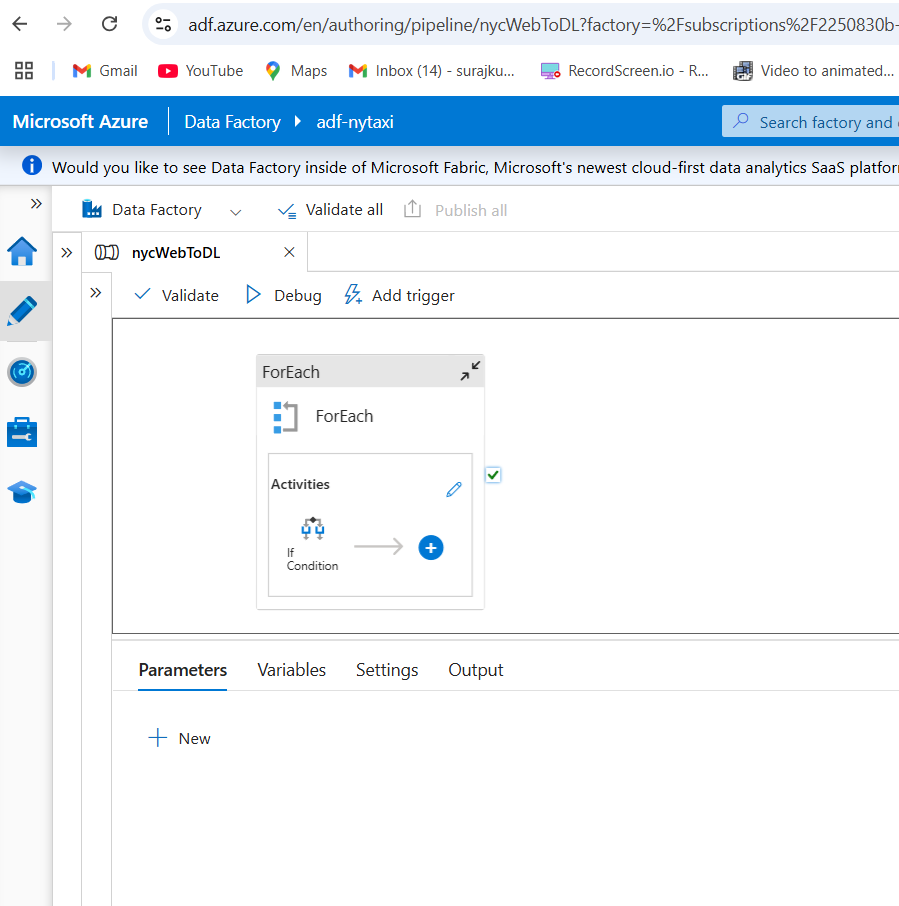 adf.azure.com/en/authoring/pipeline/nycWebToDL?factory=%2Fsubscriptions%2F2250830b-
Gmail YouTube Maps Inbox (14) - surajku... RecordScreen.io - R... Video to animated...
Microsoft Azure Data Factory adf-nytaxi Search factory and
Would you like to see Data Factory inside of Microsoft Fabric, Microsoft's newest cloud-first data analytics SaaS platfor
Data Factory Validate all Publish all
nycWebToDL
Validate Debug Add trigger
ForEach
ForEach
Activities
If
Condition
Parameters Variables Settings Output
New